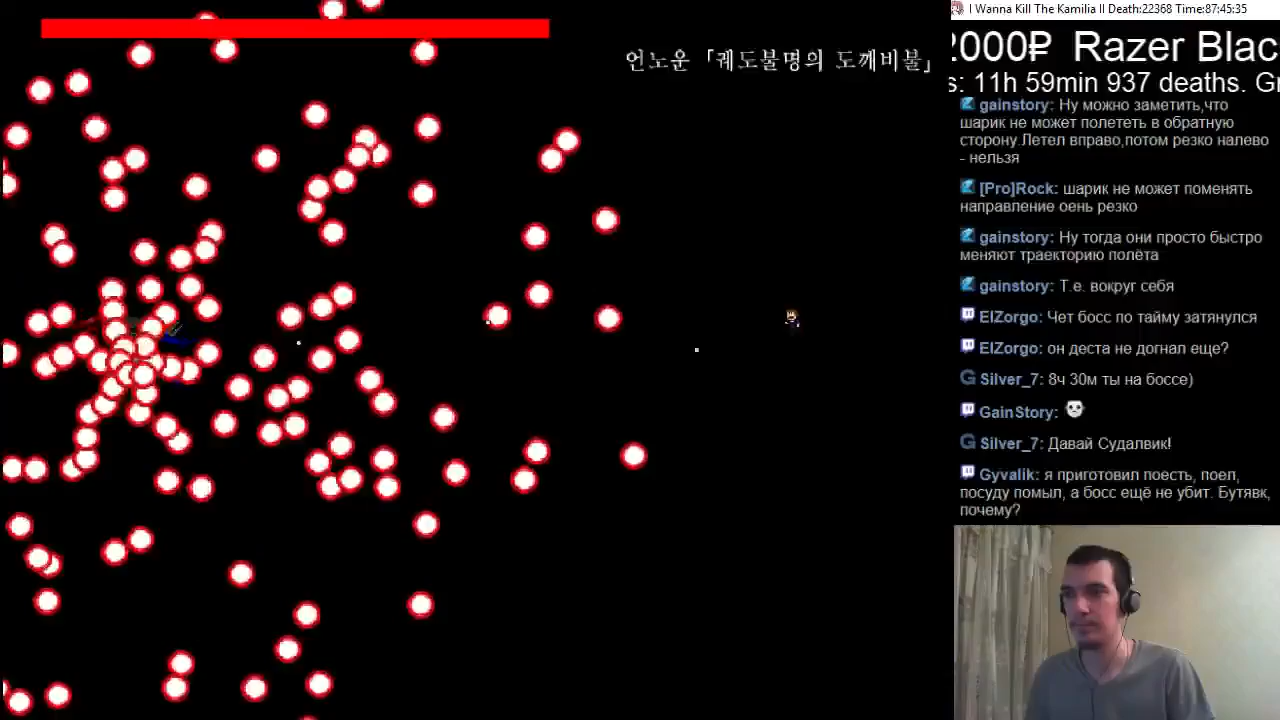 I Wanna Kill The Kamilia II Death:22368 Time:87:45:35
2000₽ Razer Blac
s: 11h 59min 937 deaths. G
언노운「궤도불명의 도깨비불」
gainstory: Ну можно заметить,что
шарик не может полететь в обратную
сторону.Летел вправо,потом резко налево
- нельзя
[Pro]Rock: шарик не может поменять
направление оень резко
gainstory: Ну тогда они просто быстро
меняют траекторию полёта
gainstory: Т.е. вокруг себя
ElZorgo: Чет босс по тайму затянулся
ElZorgo: он деста не догнал еще?
Silver_7: 8ч 30м ты на боссе)
GainStory:
Silver_7: Давай Судалвик!
Gyvalik: я приготовил поесть, поел,
посуду помыл, а босс ещё не убит. Бутявк,
почему?